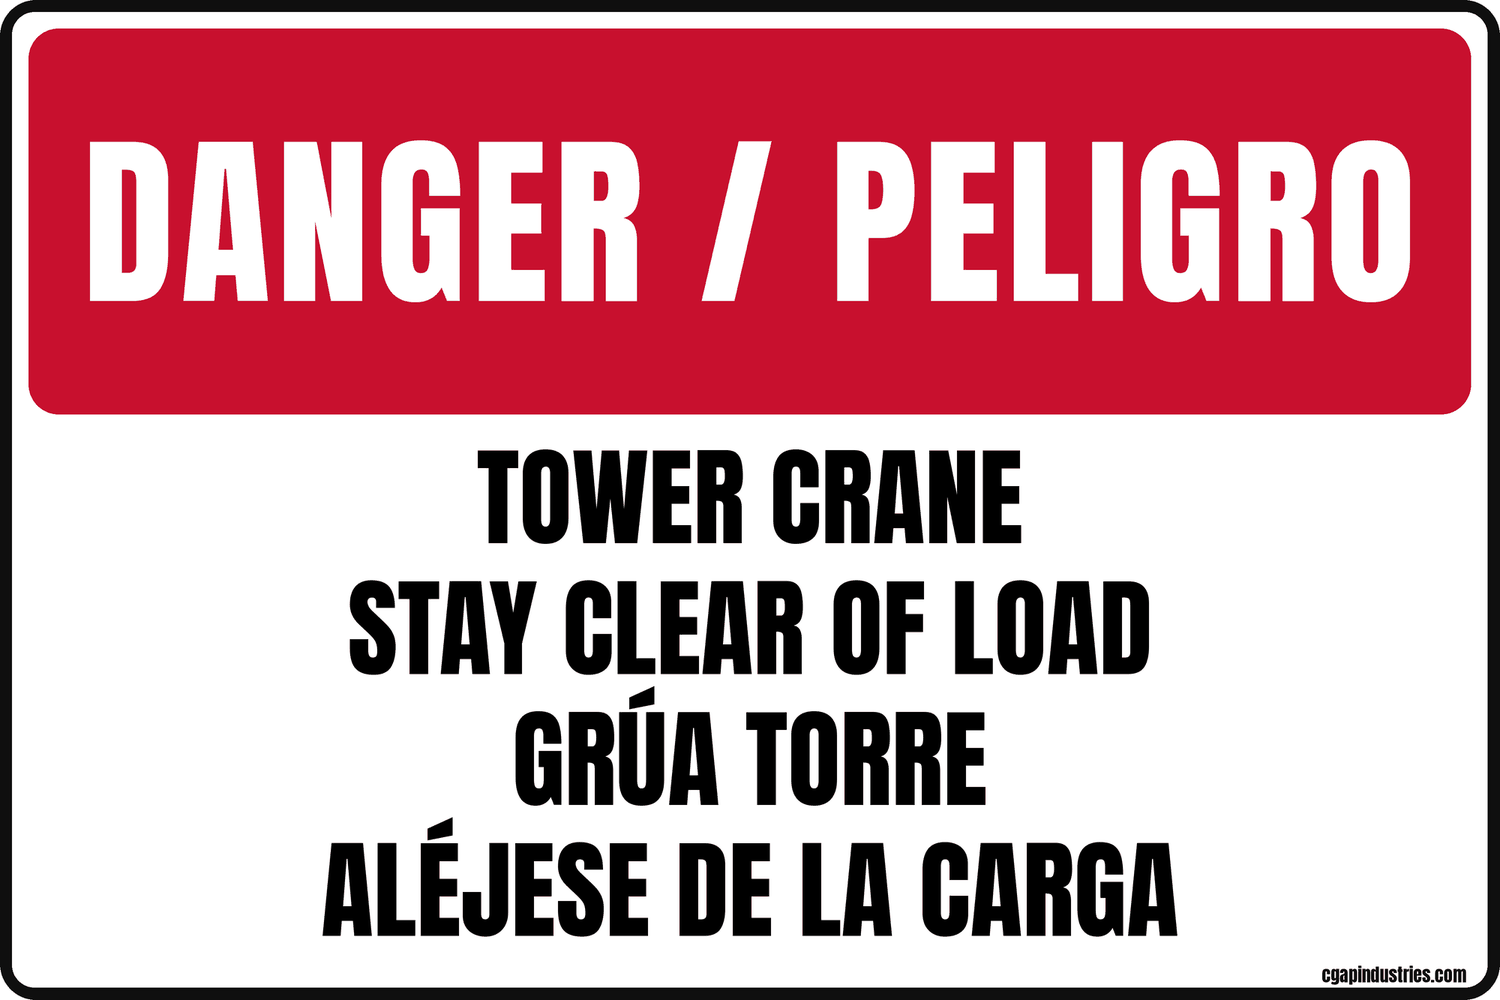 DANGER / PELIGRO
TOWER CRANE
STAY CLEAR OF LOAD
GRÚA TORRE
ALÉJESE DE LA CARGA
cgapindustries.com